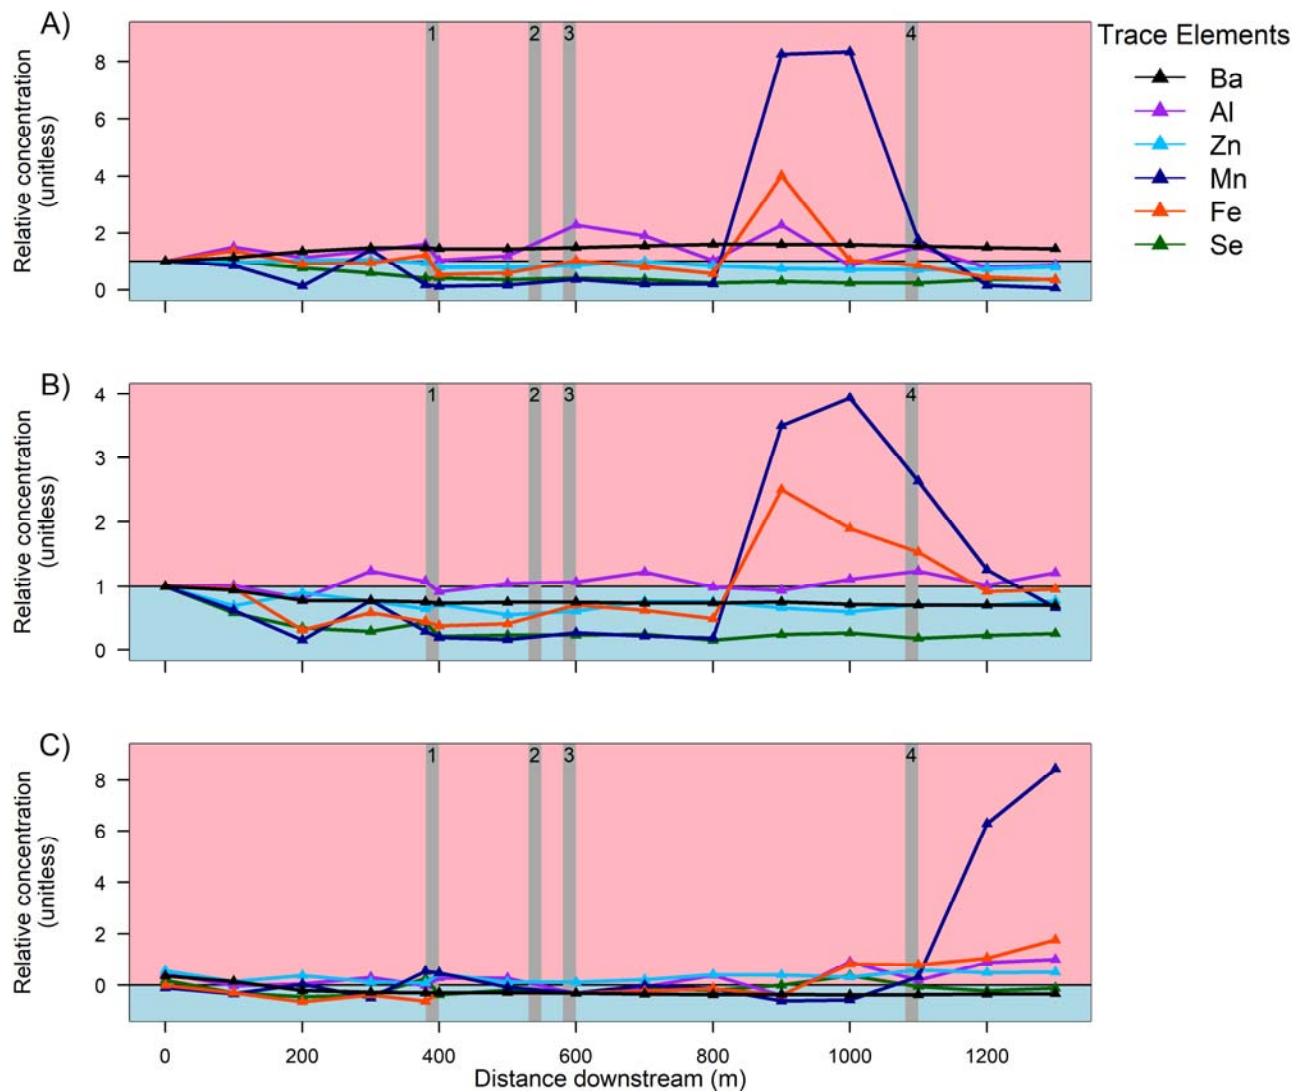 A)
Relative concentration
(unitless)
8
6
4
2
0
1
2
3
4
Trace Elements
Ba
Al
Zn
Mn
Fe
Se
B)
Relative concentration
(unitless)
4
3
2
1
0
1
2
3
4
C)
Relative concentration
(unitless)
8
6
4
2
0
1
2
3
4
0 200 400 600 800 1000 1200
Distance downstream (m)